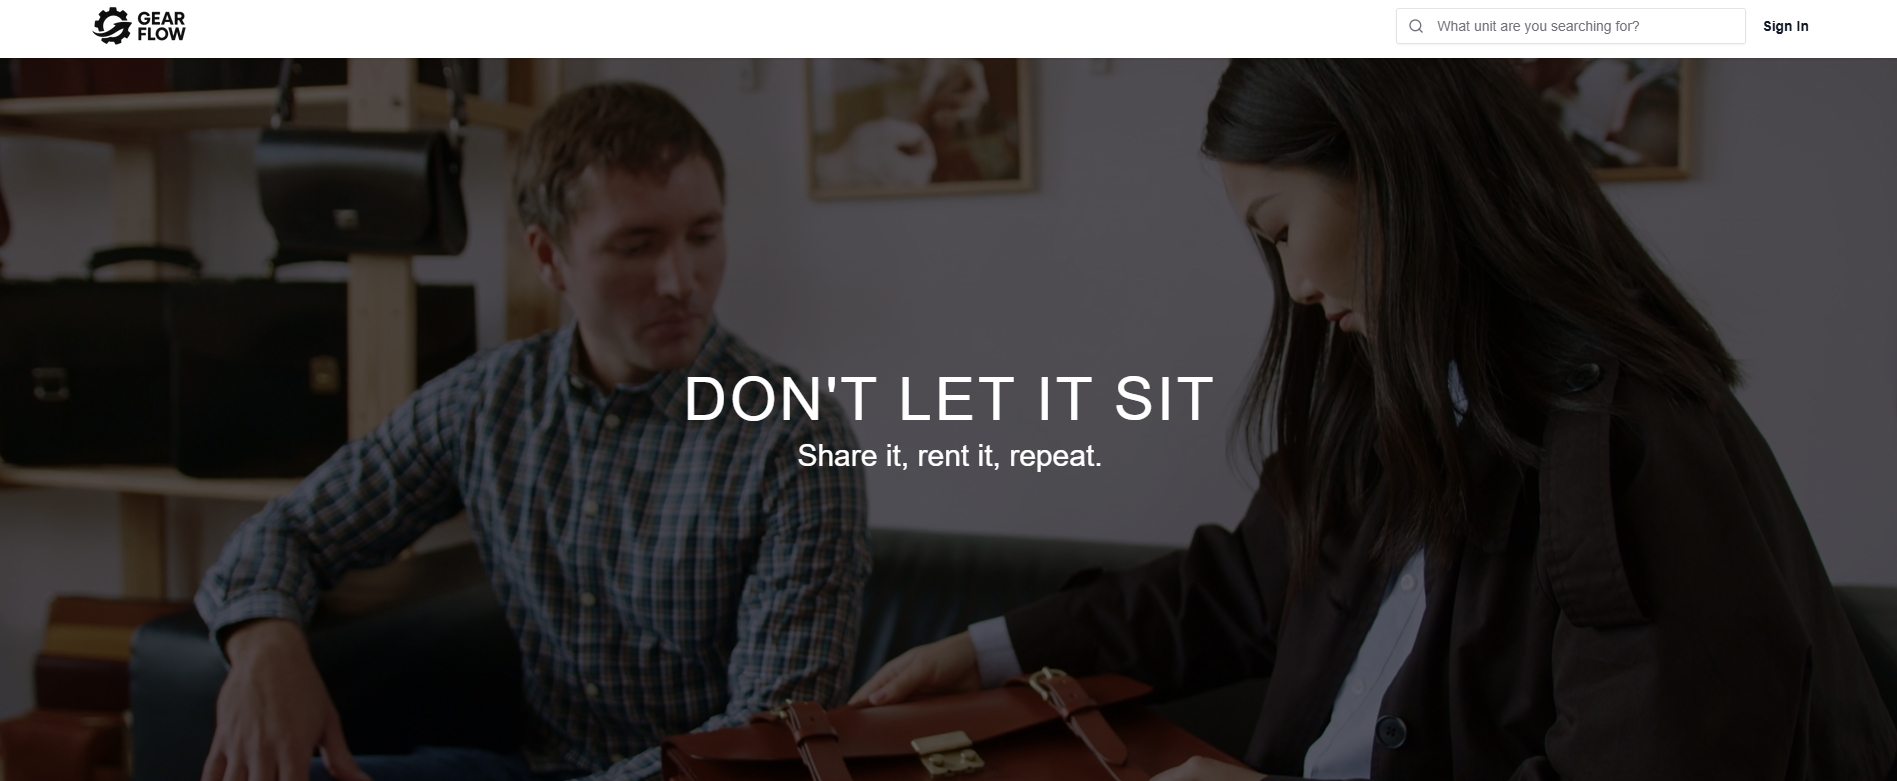 GEAR
FLOW
What unit are you searching for?
Sign In
DON'T LET IT SIT
Share it, rent it, repeat.